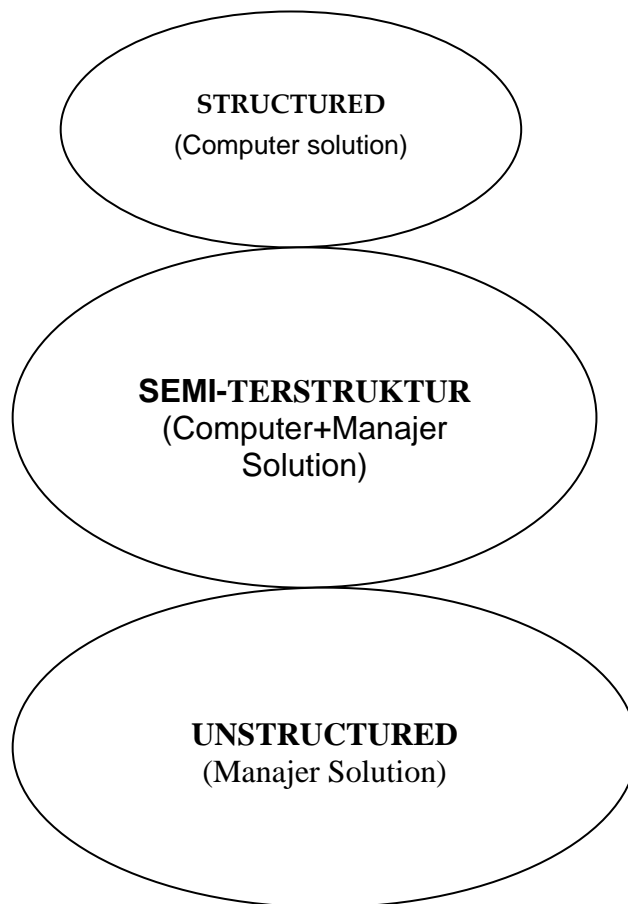 STRUCTURED
(Computer solution)
SEMI-TERSTRUKTUR
(Computer+Manajer
Solution)
UNSTRUCTURED
(Manajer Solution)